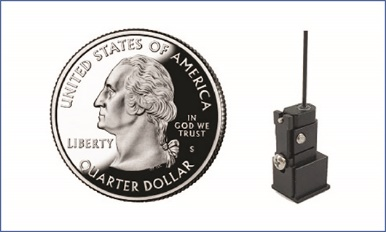 UNITED STATES OF AMERICA
LIBERTY
IN
GOD WE
TRUST
S
QUARTER DOLLAR